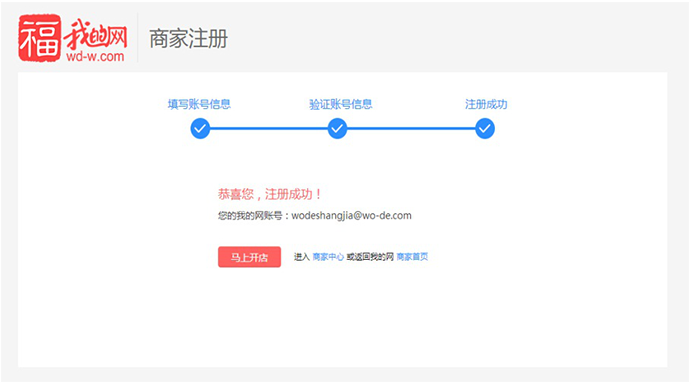 福 我的网
wd-w.com
商家注册
填写账号信息 验证账号信息 注册成功
恭喜您，注册成功！
您的我的网账号：wodeshangjia@wo-de.com
马上开店 进入 商家中心 或返回我的网 商家首页